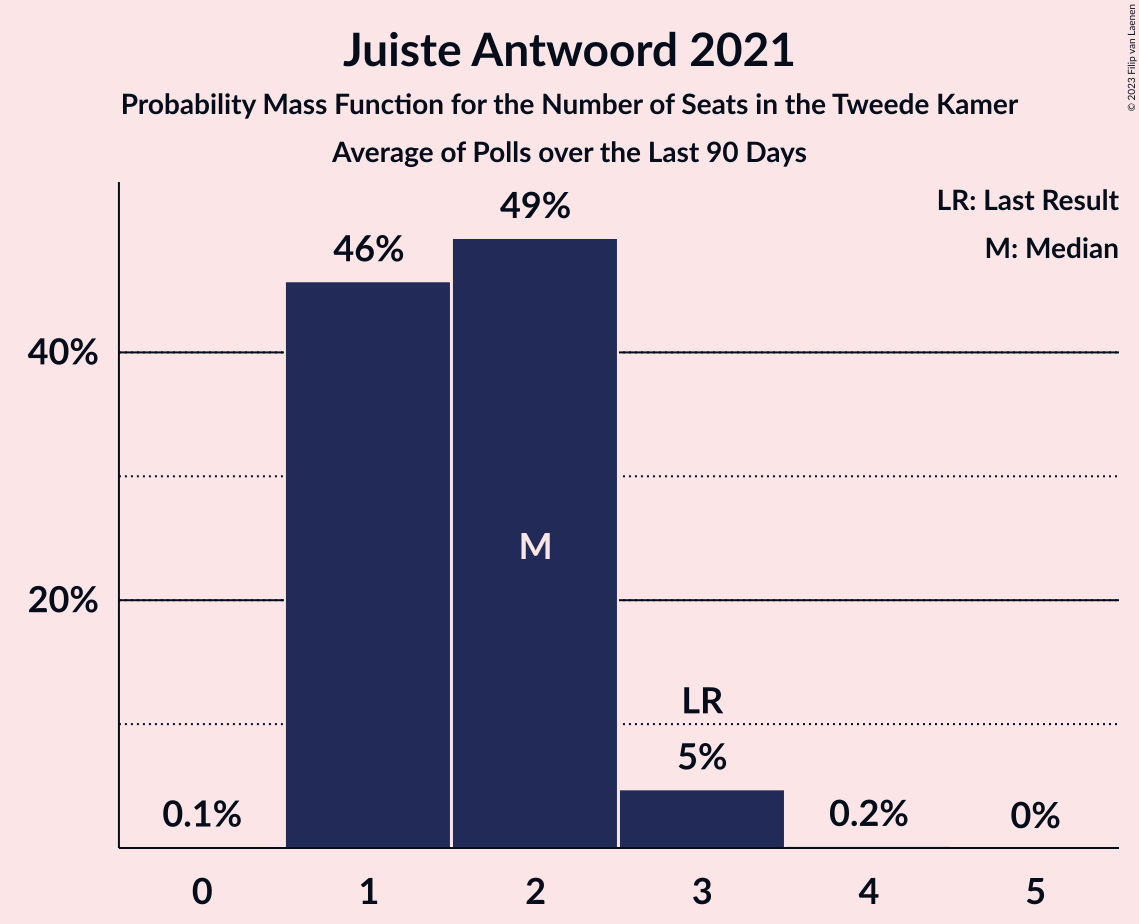 Juiste Antwoord 2021
Probability Mass Function for the Number of Seats in the Tweede Kamer
Average of Polls over the Last 90 Days
© 2023 Filip van Laenen
LR: Last Result
M: Median
49%
46%
40%
M
20%
LR
5%
0.1%
0.2%
0%
0 1 2 3 4 5